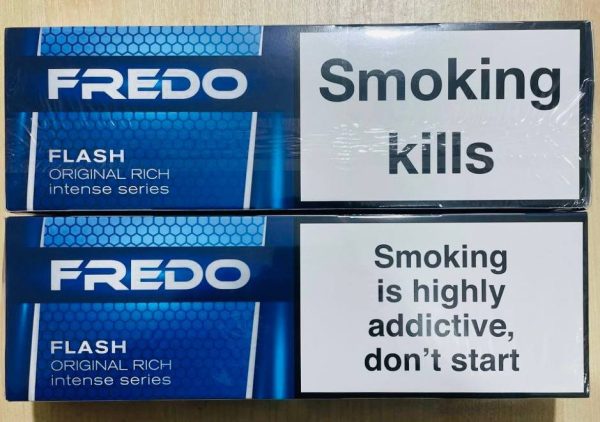 FREDO
FLASH
ORIGINAL RICH
intense series
Smoking
kills
FREDO
FLASH
ORIGINAL RICH
intense series
Smoking
is highly
addictive,
don't start